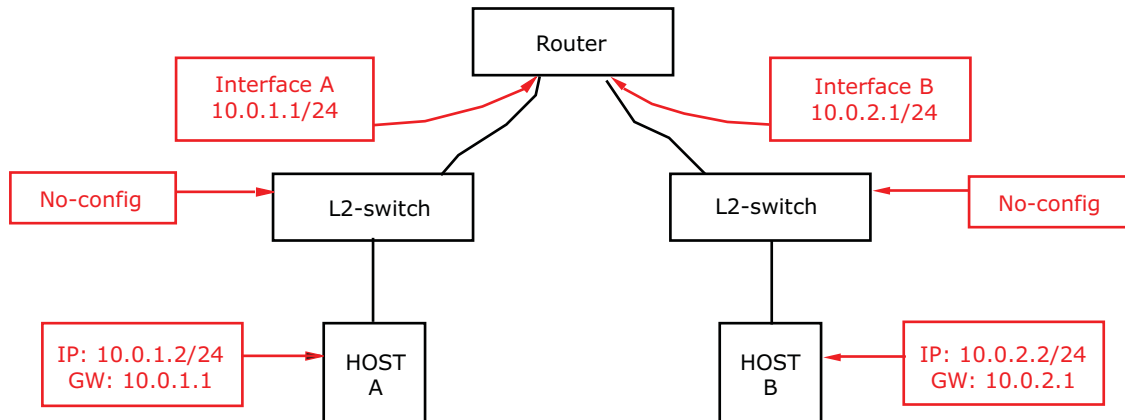 Router
Interface A
10.0.1.1/24
Interface B
10.0.2.1/24
No-config
L2-switch
L2-switch
No-config
IP: 10.0.1.2/24
GW: 10.0.1.1
HOST
A
HOST
B
IP: 10.0.2.2/24
GW: 10.0.2.1